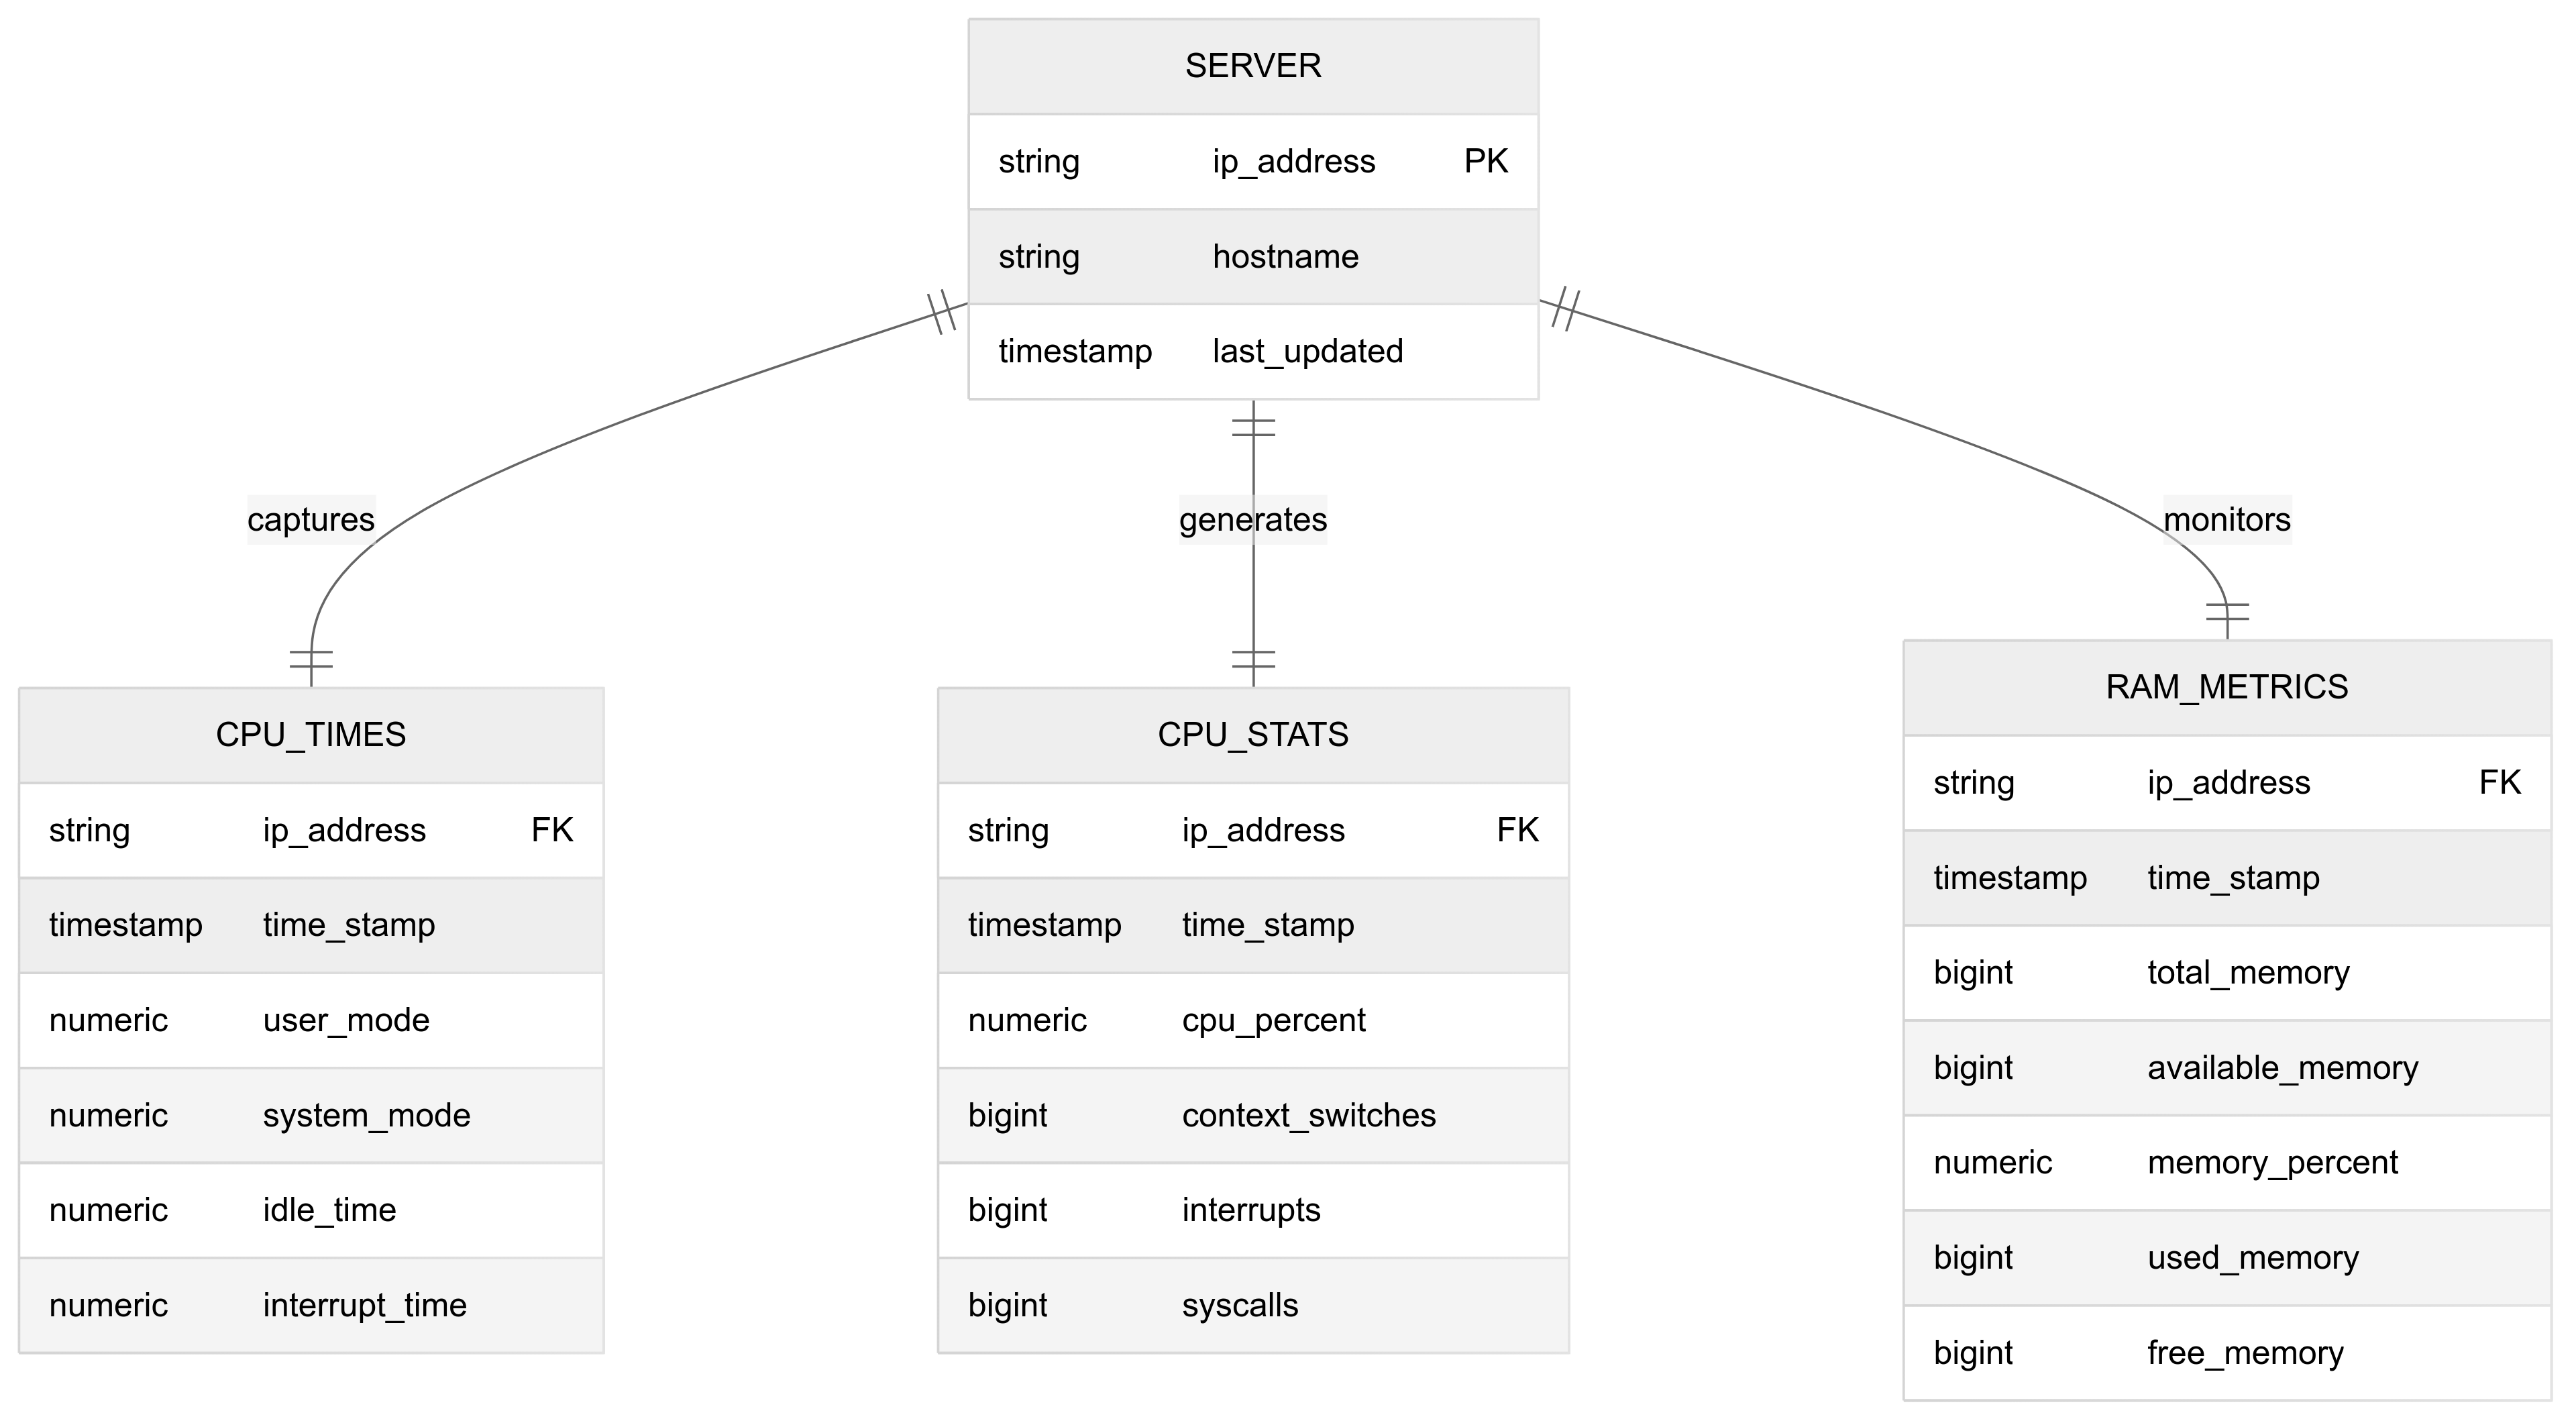 SERVER
string ip_address PK
string hostname
timestamp last_updated
captures
generates
monitors
CPU_TIMES
string ip_address FK
timestamp time_stamp
numeric user_mode
numeric system_mode
numeric idle_time
numeric interrupt_time
CPU_STATS
string ip_address FK
timestamp time_stamp
numeric cpu_percent
bigint context_switches
bigint interrupts
bigint syscalls
RAM_METRICS
string ip_address FK
timestamp time_stamp
bigint total_memory
bigint available_memory
numeric memory_percent
bigint used_memory
bigint free_memory